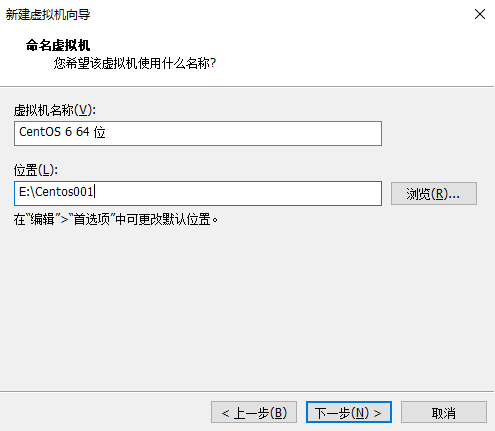 新建虚拟机向导
命名虚拟机
您希望该虚拟机使用什么名称?
虚拟机名称(V):
CentOS 6 64 位
位置(L):
E:\Centos001
浏览(R)...
在"编辑">"首选项"中可更改默认位置。
< 上一步(B)
下一步(N) >
取消